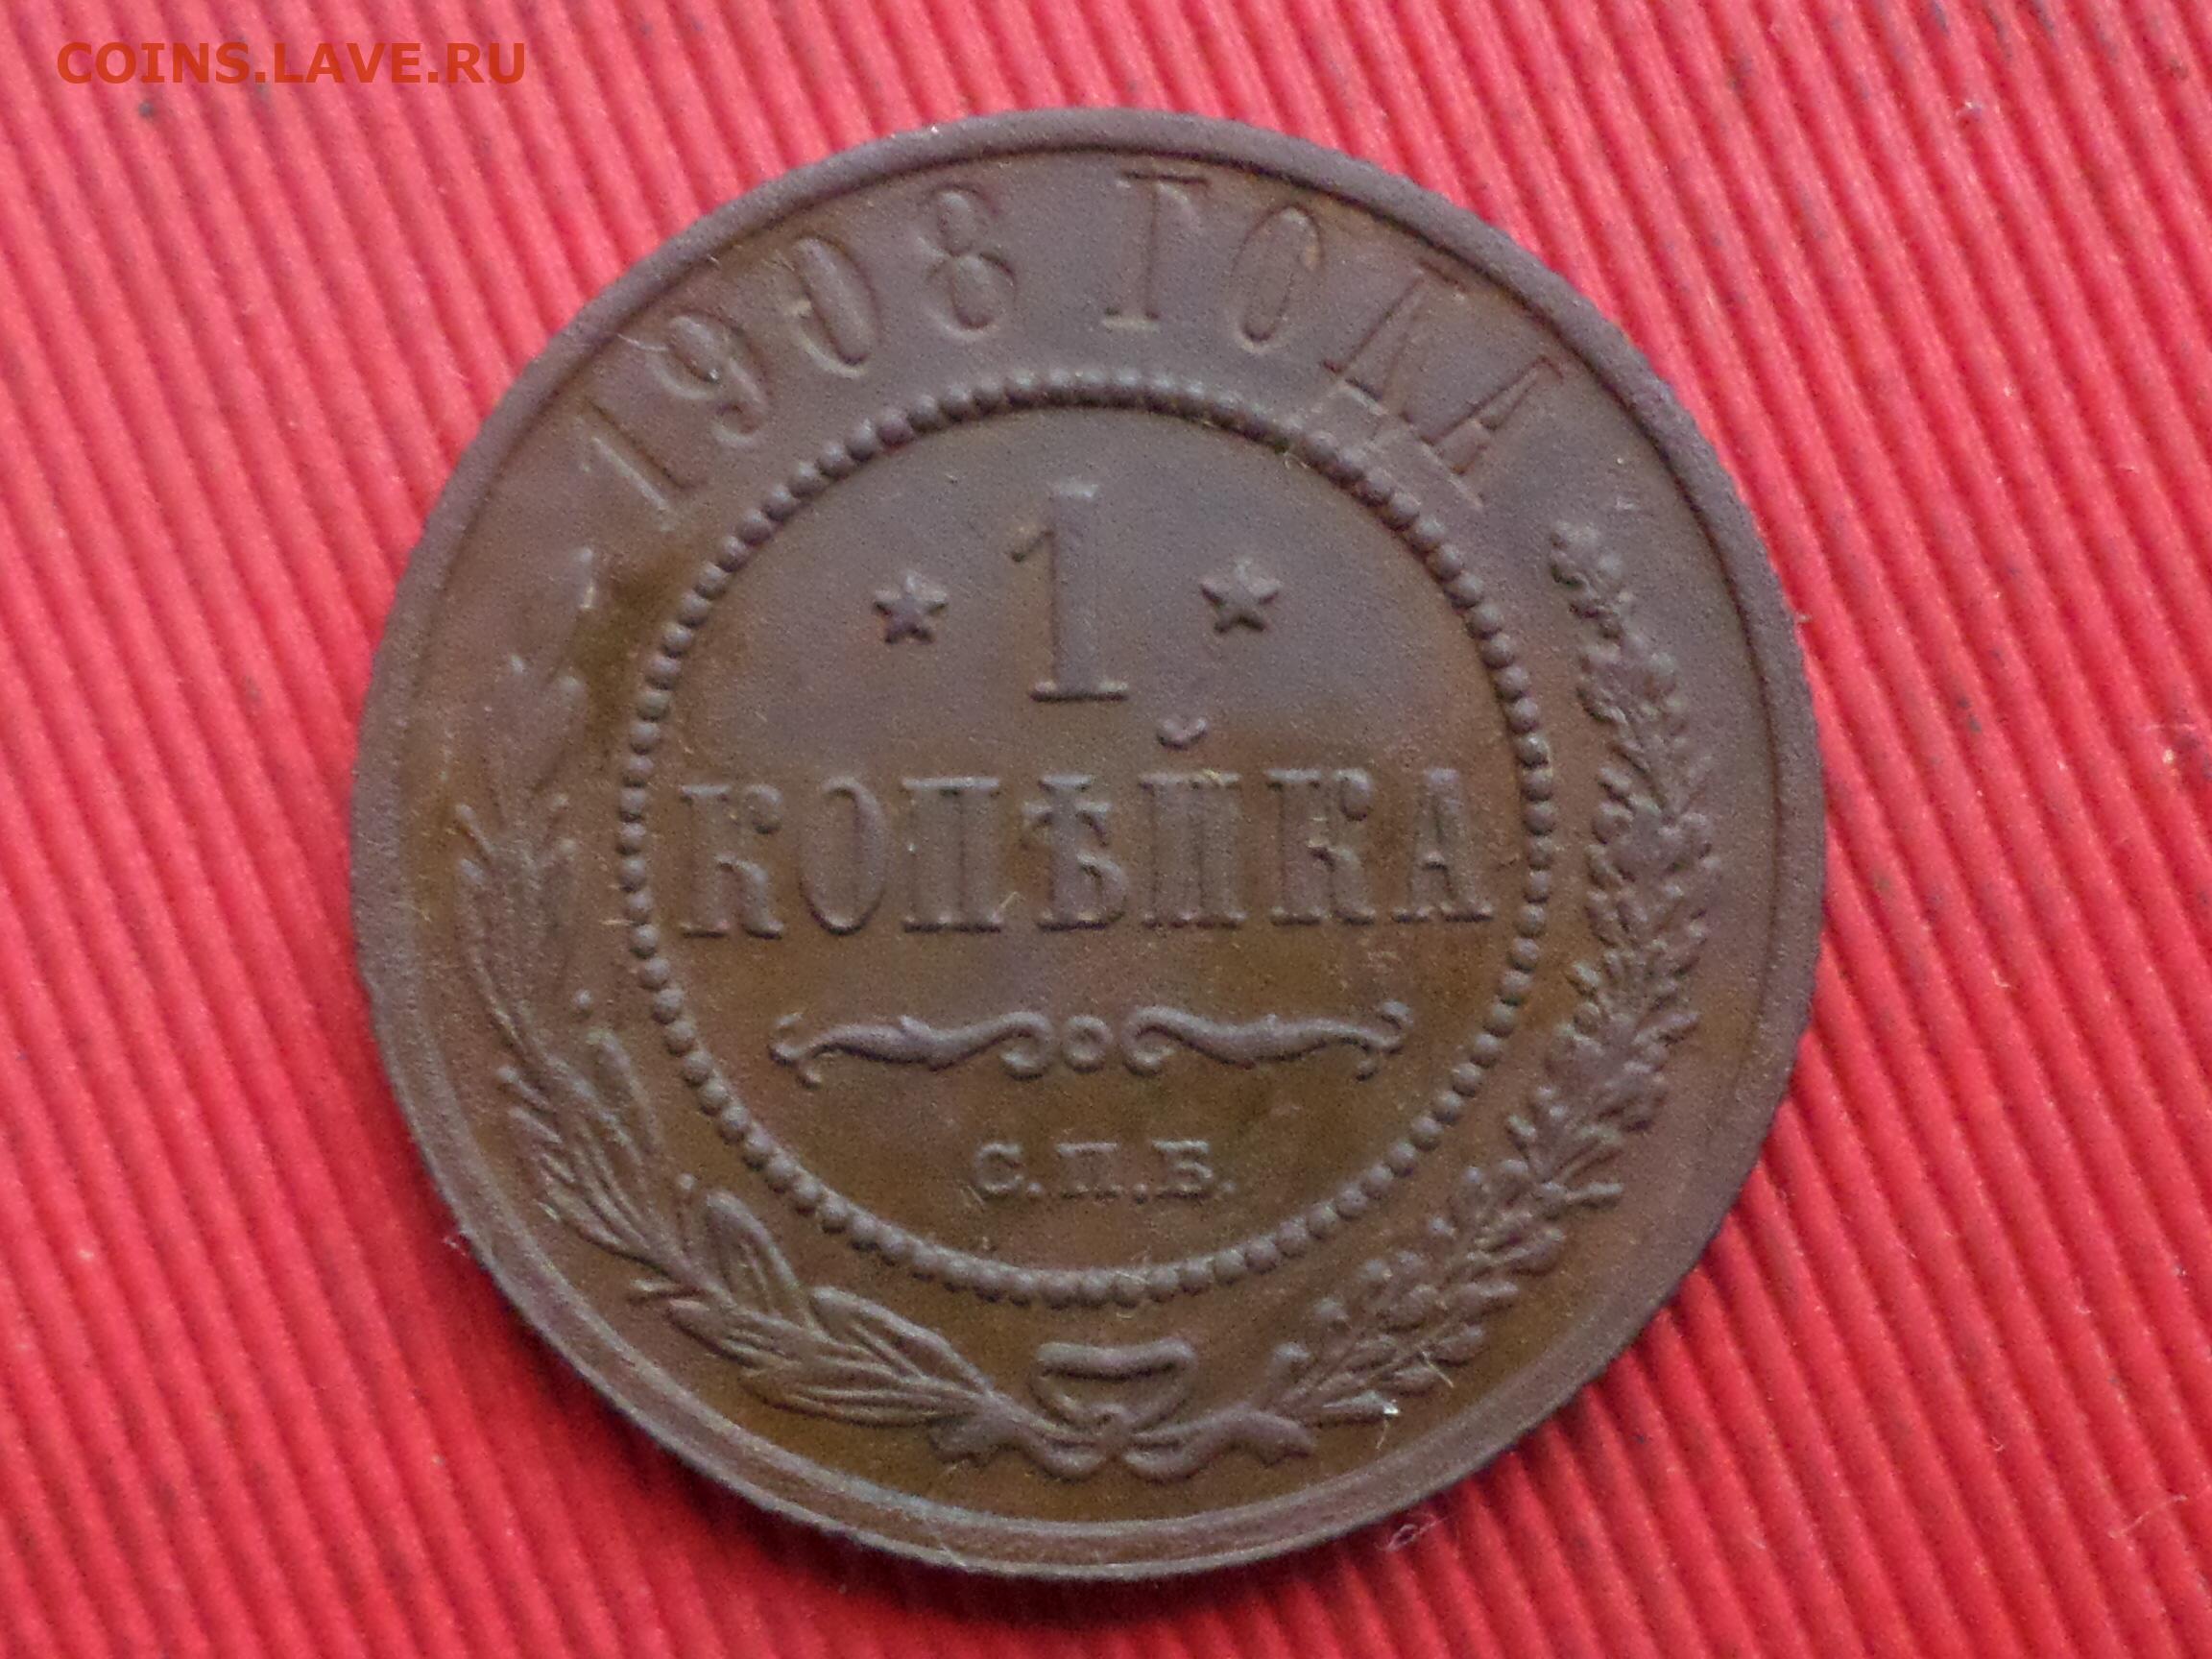 COINS.LAVE.RU
1908 ГОДА
1
КОПѢЙКА
С.П.Б.